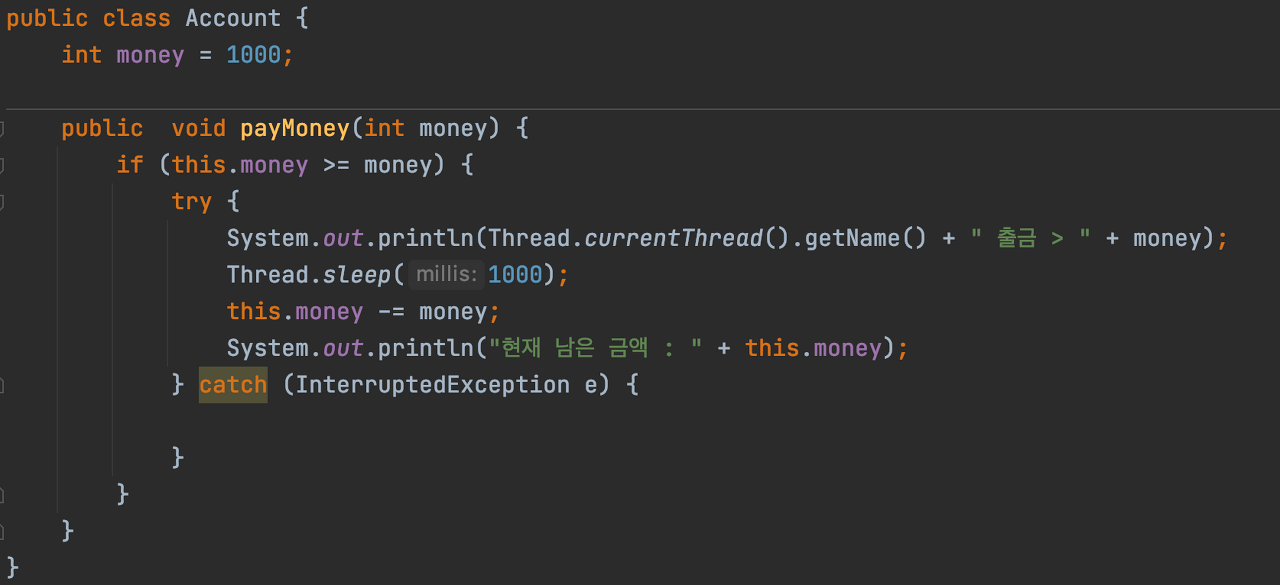 public class Account {
    int money = 1000;
    public  void payMoney(int money) {
        if (this.money >= money) {
            try {
                System.out.println(Thread.currentThread().getName() + " 출금 > " + money);
                Thread.sleep( millis: 1000);
                this.money -= money;
                System.out.println("현재 남은 금액 : " + this.money);
            } catch (InterruptedException e) {
            }
        }
    }
}